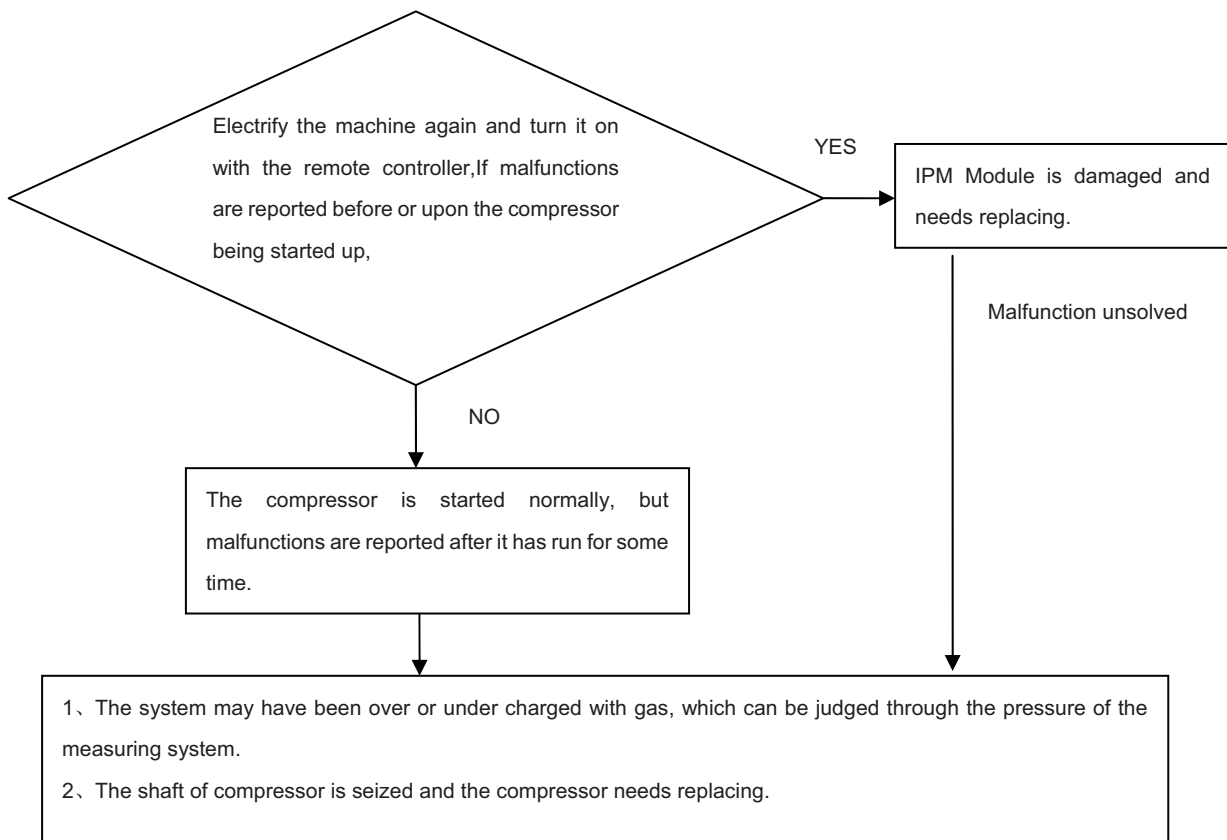 Electrify the machine again and turn it on
with the remote controller,If malfunctions
are reported before or upon the compressor
being started up,
YES
IPM Module is damaged and
needs replacing.
Malfunction unsolved
NO
The compressor is started normally, but
malfunctions are reported after it has run for some
time.
1、The system may have been over or under charged with gas, which can be judged through the pressure of the
measuring system.
2、The shaft of compressor is seized and the compressor needs replacing.